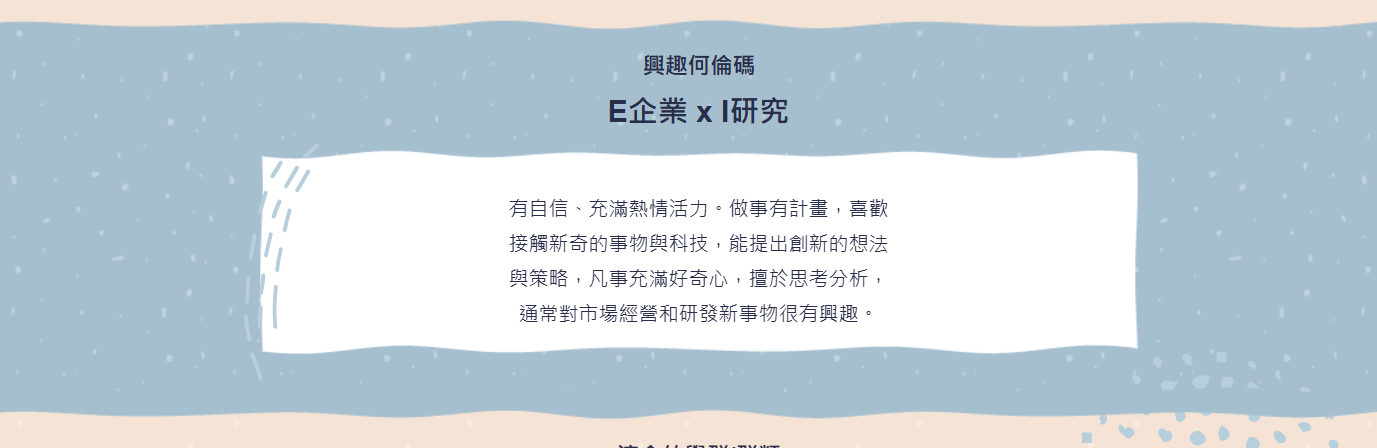 興趣何倫碼
E企業 x I研究
有自信、充滿熱情活力。做事有計畫，喜歡
接觸新奇的事物與科技，能提出創新的想法
與策略，凡事充滿好奇心，擅於思考分析，
通常對市場經營和研發新事物很有興趣。